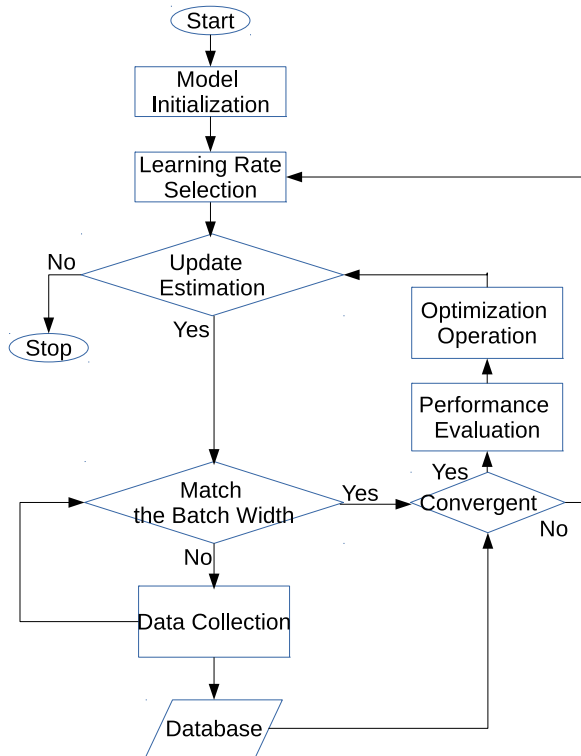 Start
Model
Initialization
Learning Rate
Selection
No
Update
Estimation
Yes
Stop
Optimization
Operation
Performance
Evaluation
Yes
Match
the Batch Width
Yes
Convergent
No
No
Data Collection
Database